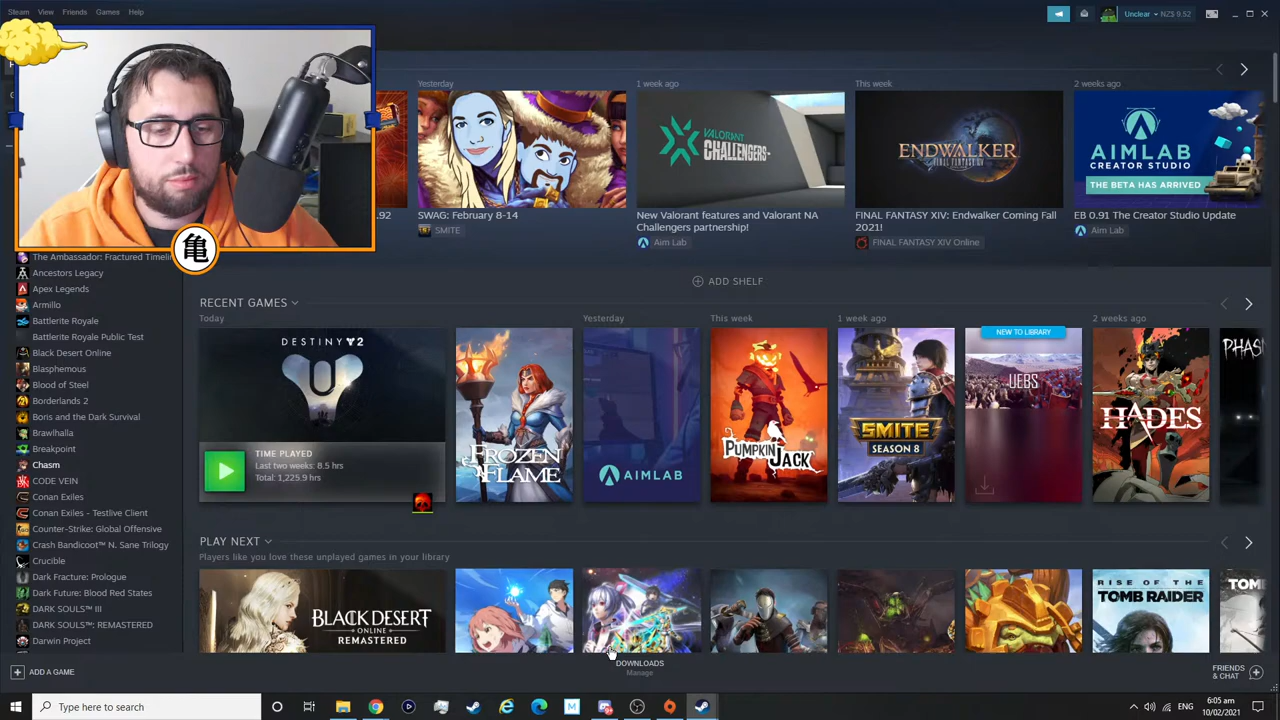 Steam View Friends Games Help
Unclear NZ$ 9.52
Yesterday
1 week ago
This week
2 weeks ago
VALORANT
CHALLENGERS
ENDWALKER
FINAL FANTASY XIV
AIMLAB
CREATOR STUDIO
THE BETA HAS ARRIVED
.92
SWAG: February 8-14
SMITE
New Valorant features and Valorant NA
Challengers partnership!
Aim Lab
FINAL FANTASY XIV: Endwalker Coming Fall
2021!
FINAL FANTASY XIV Online
EB 0.91 The Creator Studio Update
Aim Lab
亀
ADD SHELF
RECENT GAMES
Today
Yesterday
This week
1 week ago
2 weeks ago
DESTINY 2
TIME PLAYED
Last two weeks: 8.5 hrs
Total: 1,225.9 hrs
FROZEN
FLAME
AIMLAB
PUMPKIN
JACK
SMITE
SEASON 8
NEW TO LIBRARY
UEBS
HADES
PHAS
PLAY NEXT
Players like you love these unplayed games in your library
BLACK DESERT
ONLINE
REMASTERED
RISE OF THE
TOMB RAIDER
TOM
The Ambassador: Fractured Timelin
Ancestors Legacy
Apex Legends
Armillo
Battlerite Royale
Battlerite Royale Public Test
Black Desert Online
Blasphemous
Blood of Steel
Borderlands 2
Boris and the Dark Survival
Brawlhalla
Breakpoint
Chasm
CODE VEIN
Conan Exiles
Conan Exiles - Testlive Client
Counter-Strike: Global Offensive
Crash Bandicoot™ N. Sane Trilogy
Crucible
Dark Fracture: Prologue
Dark Future: Blood Red States
DARK SOULS™ III
DARK SOULS™: REMASTERED
Darwin Project
ADD A GAME
DOWNLOADS
Manage
FRIENDS
& CHAT
Type here to search
M
ENG
6:05 am
10/02/2021